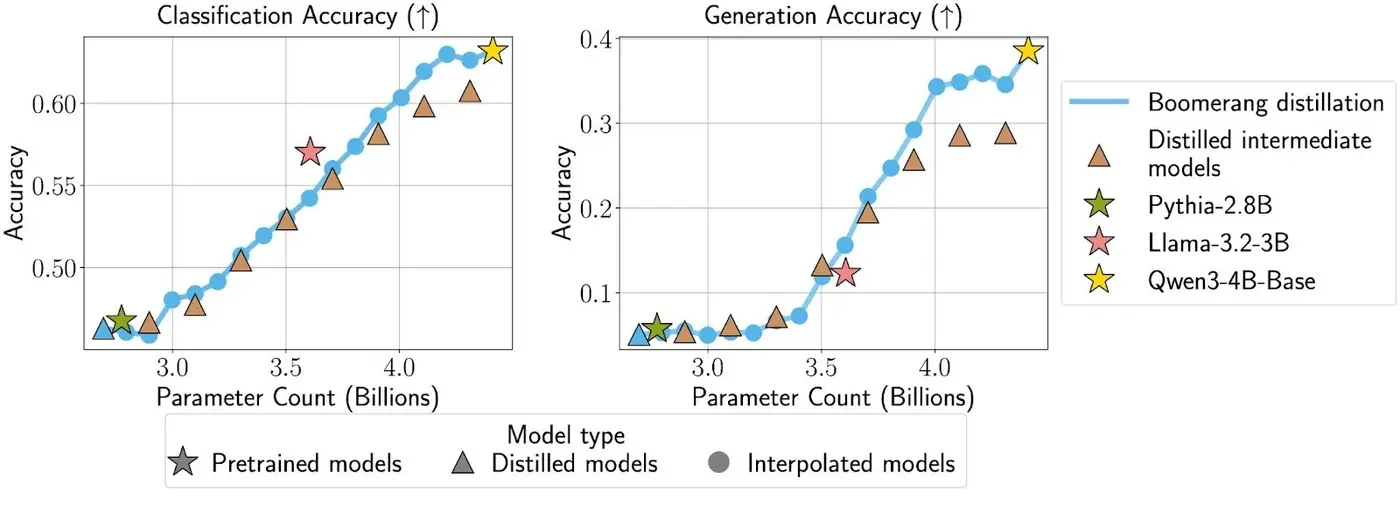 Classification Accuracy (↑)
Accuracy
0.60
0.55
0.50
3.0 3.5 4.0
Parameter Count (Billions)
Generation Accuracy (↑)
Accuracy
0.4
0.3
0.2
0.1
3.0 3.5 4.0
Parameter Count (Billions)
Boomerang distillation
Distilled intermediate
models
Pythia-2.8B
Llama-3.2-3B
Qwen3-4B-Base
Model type
Pretrained models Distilled models Interpolated models